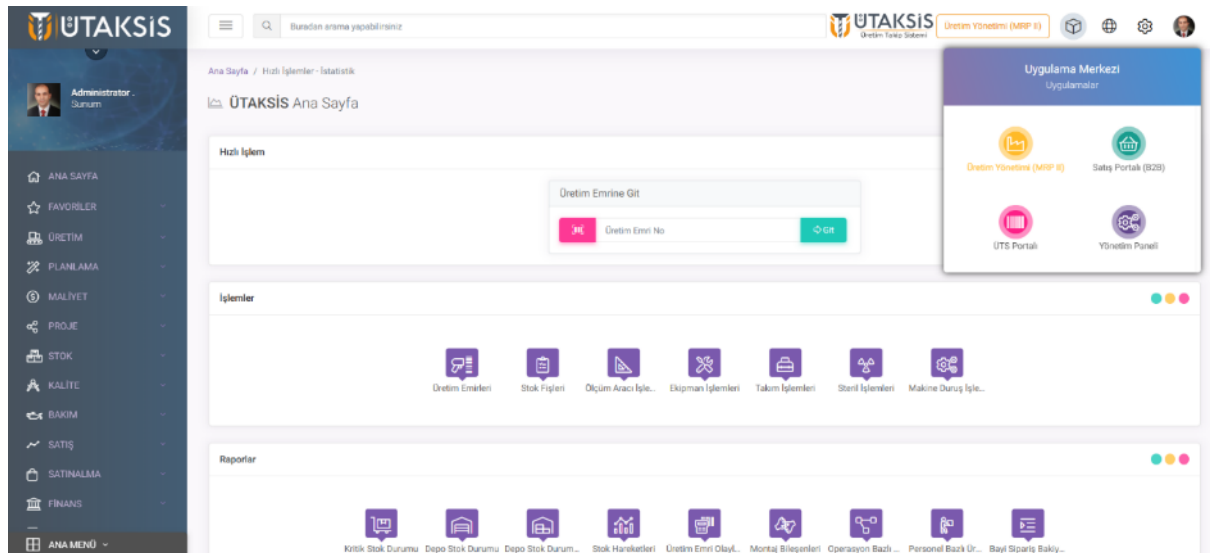 ÜTAKSİS
Buradan arama yapabilirsiniz
ÜTAKSİS
Üretim Takip Sistemi
Üretim Yönetimi (MRP II)
Administrator .
Sunum
Ana Sayfa / Hızlı İşlemler - İstatistik
ÜTAKSİS Ana Sayfa
Uygulama Merkezi
Uygulamalar
Üretim Yönetimi (MRP II)
Satış Portalı (B2B)
ÜTS Portalı
Yönetim Paneli
ANA SAYFA
FAVORİLER
ÜRETİM
PLANLAMA
MALİYET
PROJE
STOK
KALİTE
BAKIM
SATIŞ
SATINALMA
FİNANS
ANA MENÜ
Hızlı İşlem
Üretim Emrine Git
Üretim Emri No
Git
İşlemler
Üretim Emirleri
Stok Fişleri
Ölçüm Aracı İşle...
Ekipman İşlemleri
Takım İşlemleri
Steril İşlemleri
Makine Duruş İşle...
Raporlar
Kritik Stok Durumu
Depo Stok Durumu
Depo Stok Durum...
Stok Hareketleri
Üretim Emri Olayl...
Montaj Bileşenleri
Operasyon Bazlı ...
Personel Bazlı Ür...
Bayi Sipariş Bakiy...